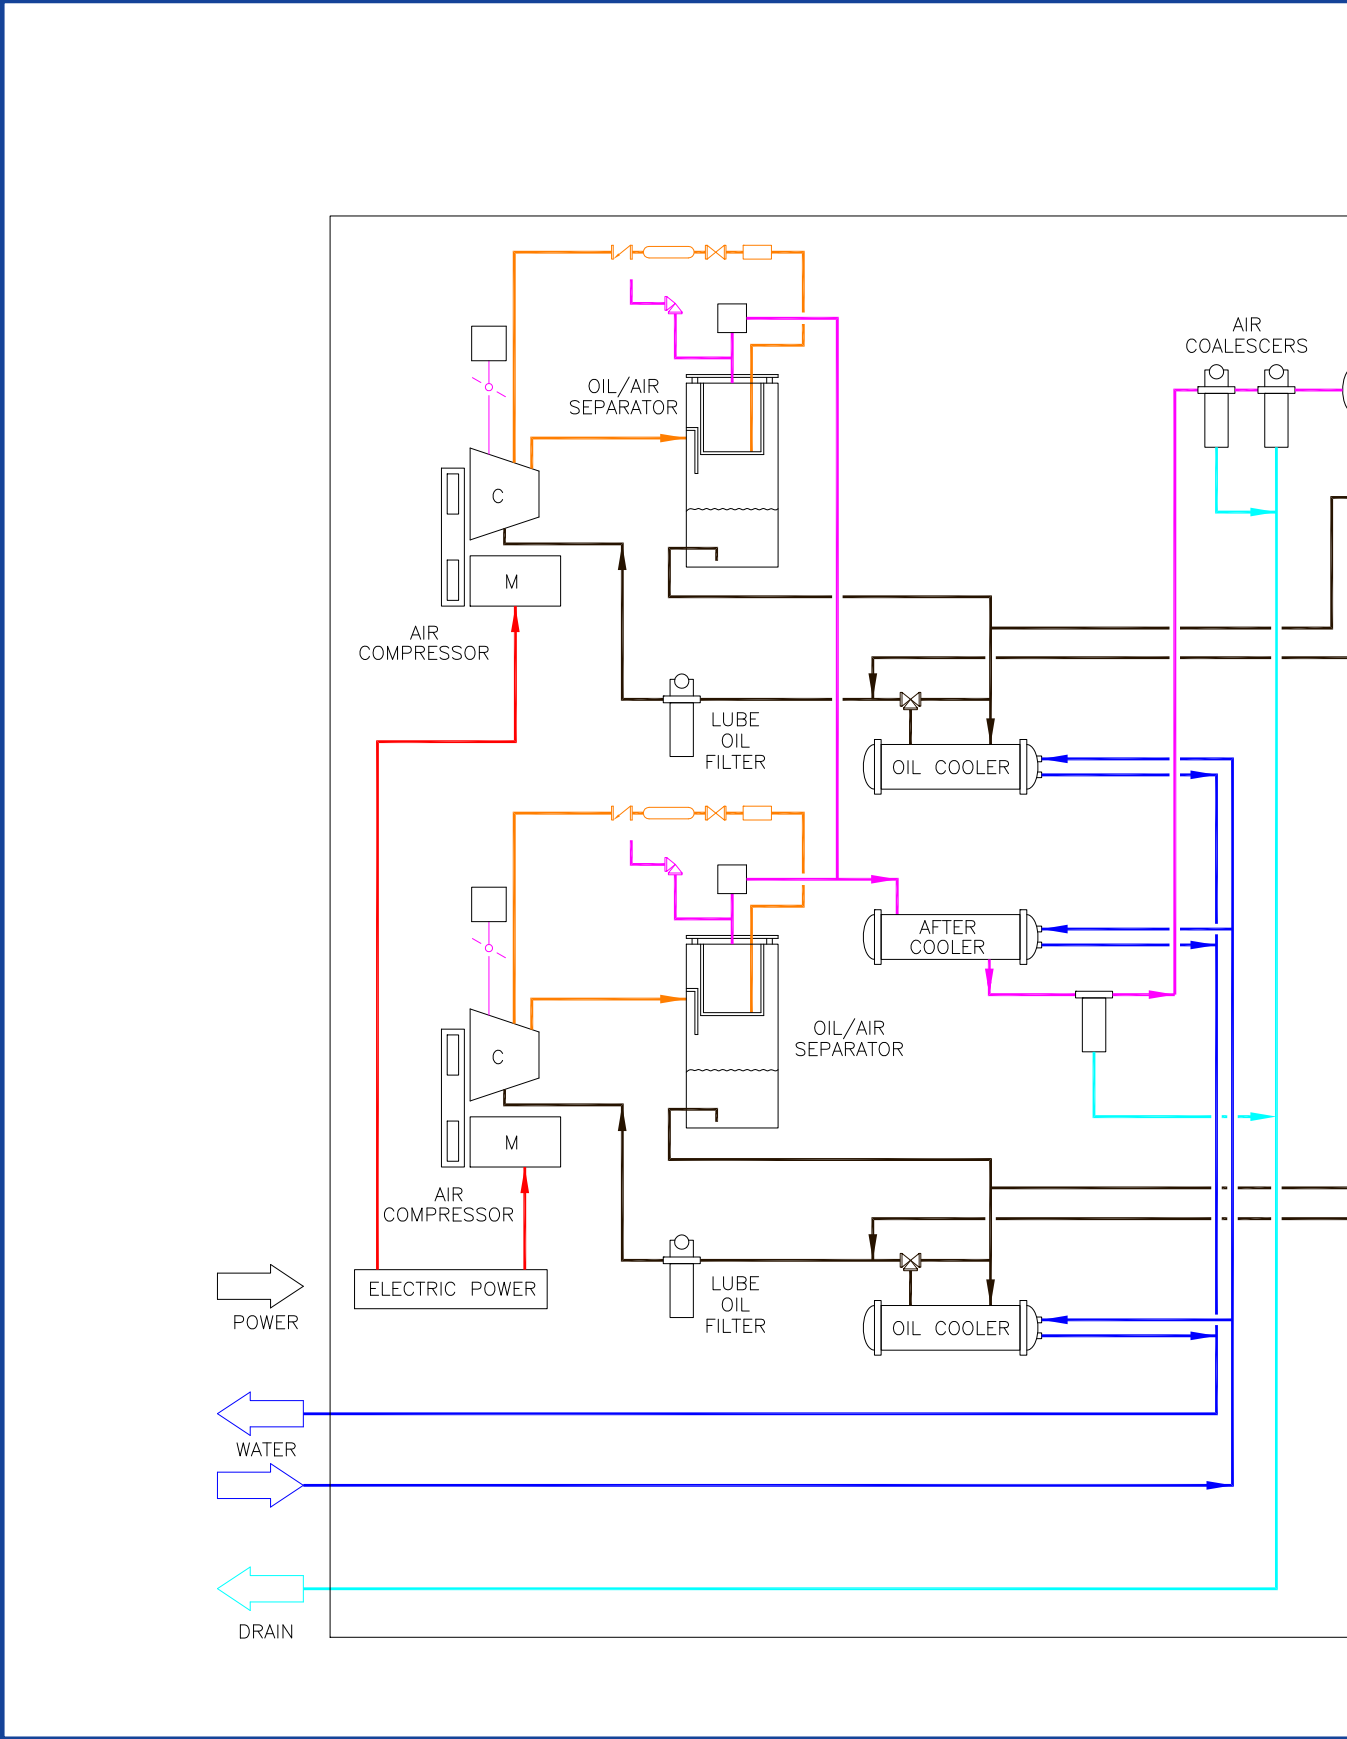 AIR
COALESCERS
OIL/AIR
SEPARATOR
C
M
AIR
COMPRESSOR
LUBE
OIL
FILTER
OIL COOLER
AFTER
COOLER
OIL/AIR
SEPARATOR
C
M
AIR
COMPRESSOR
ELECTRIC POWER
LUBE
OIL
FILTER
OIL COOLER
POWER
WATER
DRAIN